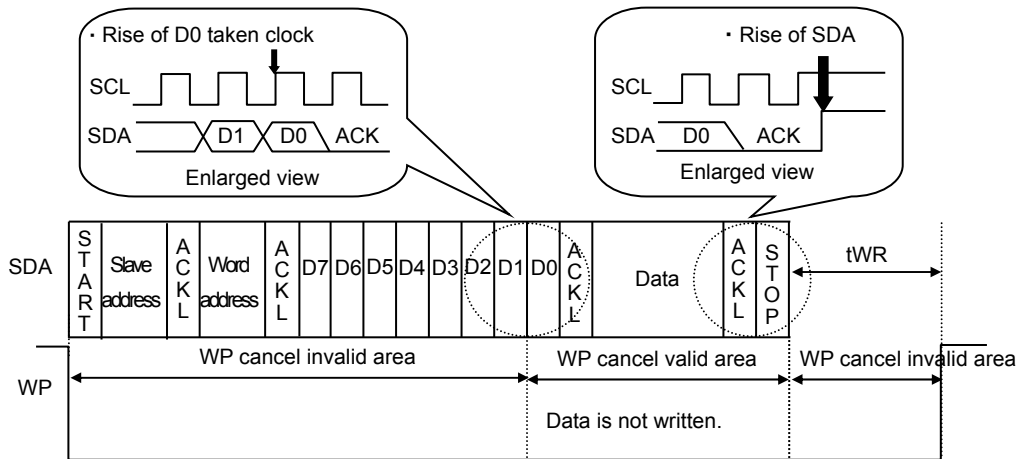 ・Rise of D0 taken clock
SCL
SDA D1 D0 ACK
Enlarged view
・Rise of SDA
SCL
SDA D0 ACK
Enlarged view
SDA
START
Slave
address
ACKL
Word
address
ACKL
D7 D6 D5 D4 D3 D2 D1 D0
ACKL
Data
ACKL
STOP
tWR
WP
WP cancel invalid area
WP cancel valid area
WP cancel invalid area
Data is not written.